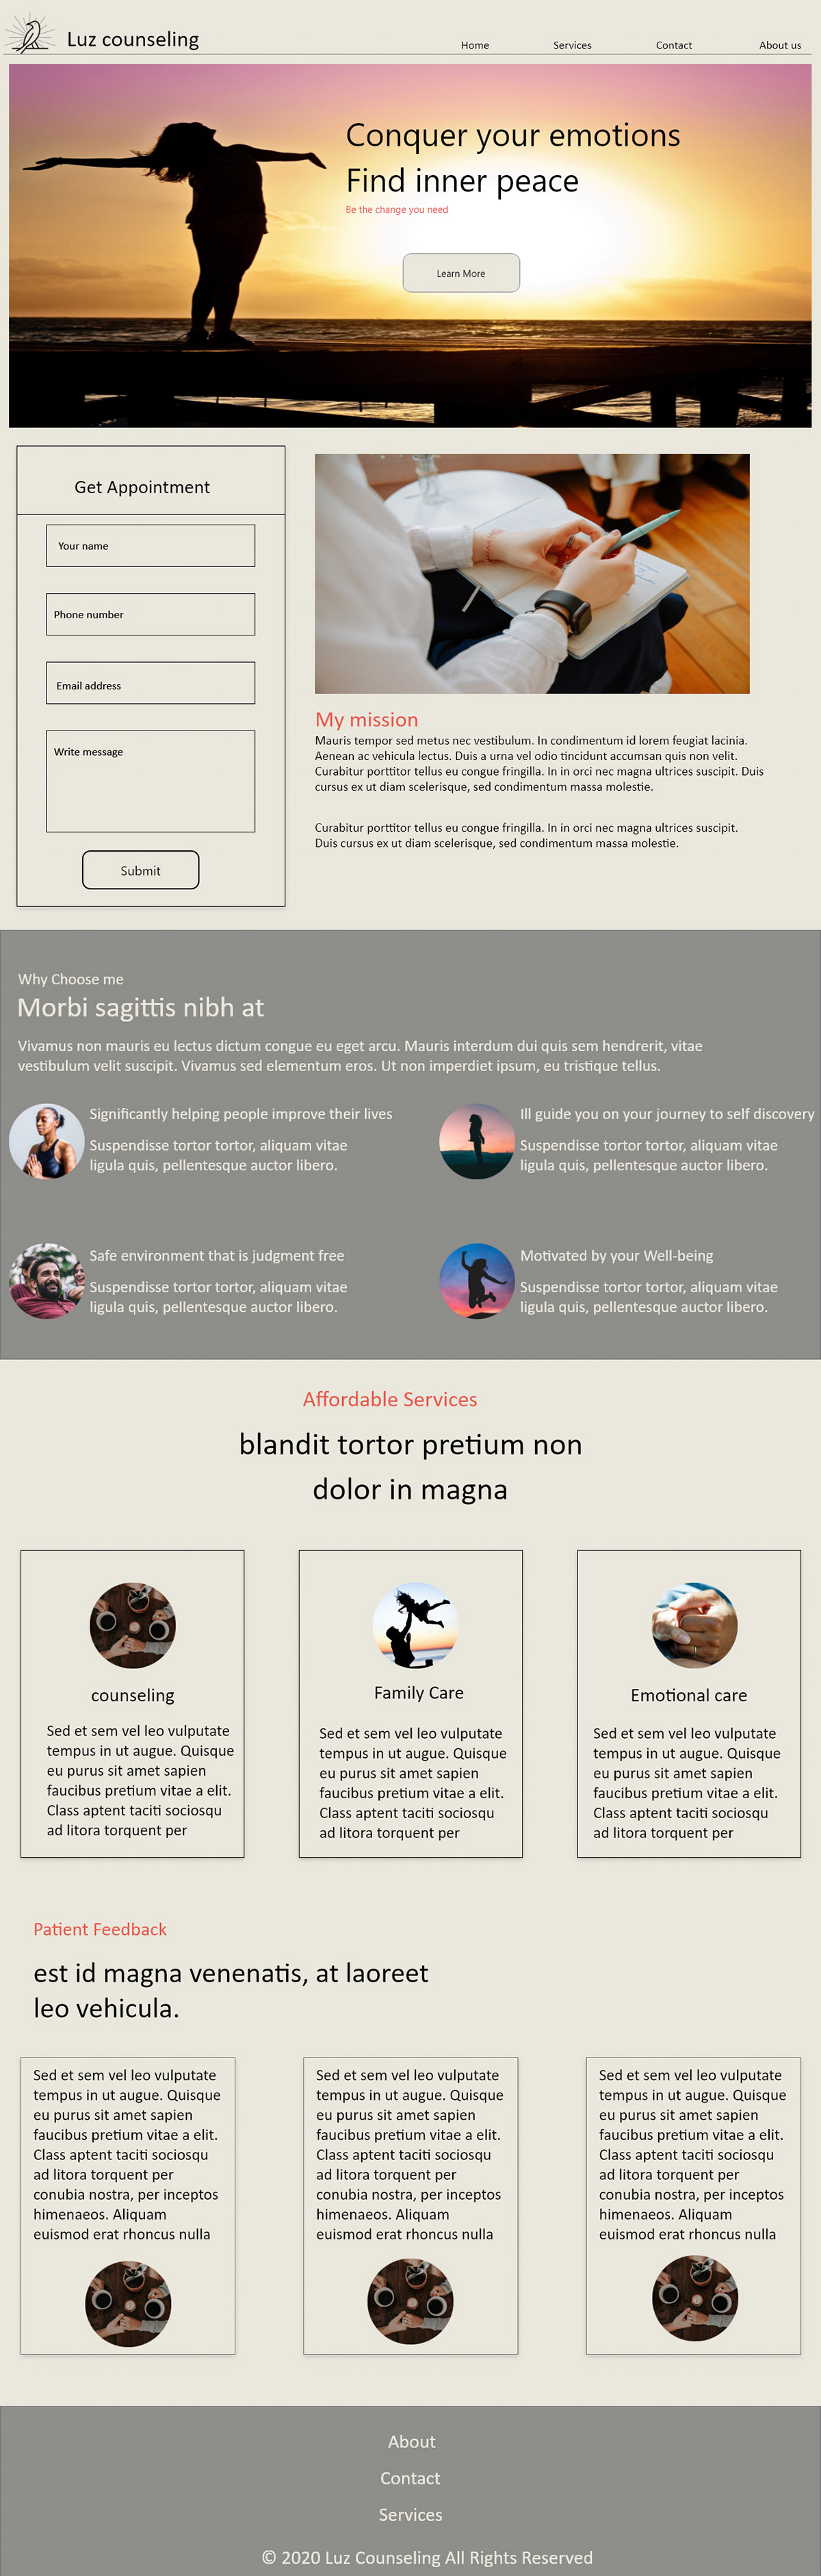 Luz counseling
Home
Services
Contact
About us
Conquer your emotions
Find inner peace
Be the change you need
Learn More
Get Appointment
Your name
Phone number
Email address
Write message
Submit
My mission
Mauris tempor sed metus nec vestibulum. In condimentum id lorem feugiat lacinia.
Aenean ac vehicula lectus. Duis a urna vel odio tincidunt accumsan quis non velit.
Curabitur porttitor tellus eu congue fringilla. In in orci nec magna ultrices suscipit. Duis
cursus ex ut diam scelerisque, sed condimentum massa molestie.
Curabitur porttitor tellus eu congue fringilla. In in orci nec magna ultrices suscipit.
Duis cursus ex ut diam scelerisque, sed condimentum massa molestie.
Why Choose me
Morbi sagittis nibh at
Vivamus non mauris eu lectus dictum congue eu eget arcu. Mauris interdum dui quis sem hendrerit, vitae
vestibulum velit suscipit. Vivamus sed elementum eros. Ut non imperdiet ipsum, eu tristique tellus.
Significantly helping people improve their lives
Suspendisse tortor tortor, aliquam vitae
ligula quis, pellentesque auctor libero.
Ill guide you on your journey to self discovery
Suspendisse tortor tortor, aliquam vitae
ligula quis, pellentesque auctor libero.
Safe environment that is judgment free
Suspendisse tortor tortor, aliquam vitae
ligula quis, pellentesque auctor libero.
Motivated by your Well-being
Suspendisse tortor tortor, aliquam vitae
ligula quis, pellentesque auctor libero.
Affordable Services
blandit tortor pretium non
dolor in magna
counseling
Sed et sem vel leo vulputate
tempus in ut augue. Quisque
eu purus sit amet sapien
faucibus pretium vitae a elit.
Class aptent taciti sociosqu
ad litora torquent per
Family Care
Sed et sem vel leo vulputate
tempus in ut augue. Quisque
eu purus sit amet sapien
faucibus pretium vitae a elit.
Class aptent taciti sociosqu
ad litora torquent per
Emotional care
Sed et sem vel leo vulputate
tempus in ut augue. Quisque
eu purus sit amet sapien
faucibus pretium vitae a elit.
Class aptent taciti sociosqu
ad litora torquent per
Patient Feedback
est id magna venenatis, at laoreet
leo vehicula.
Sed et sem vel leo vulputate
tempus in ut augue. Quisque
eu purus sit amet sapien
faucibus pretium vitae a elit.
Class aptent taciti sociosqu
ad litora torquent per
conubia nostra, per inceptos
himenaeos. Aliquam
euismod erat rhoncus nulla
Sed et sem vel leo vulputate
tempus in ut augue. Quisque
eu purus sit amet sapien
faucibus pretium vitae a elit.
Class aptent taciti sociosqu
ad litora torquent per
conubia nostra, per inceptos
himenaeos. Aliquam
euismod erat rhoncus nulla
Sed et sem vel leo vulputate
tempus in ut augue. Quisque
eu purus sit amet sapien
faucibus pretium vitae a elit.
Class aptent taciti sociosqu
ad litora torquent per
conubia nostra, per inceptos
himenaeos. Aliquam
euismod erat rhoncus nulla
About
Contact
Services
© 2020 Luz Counseling All Rights Reserved